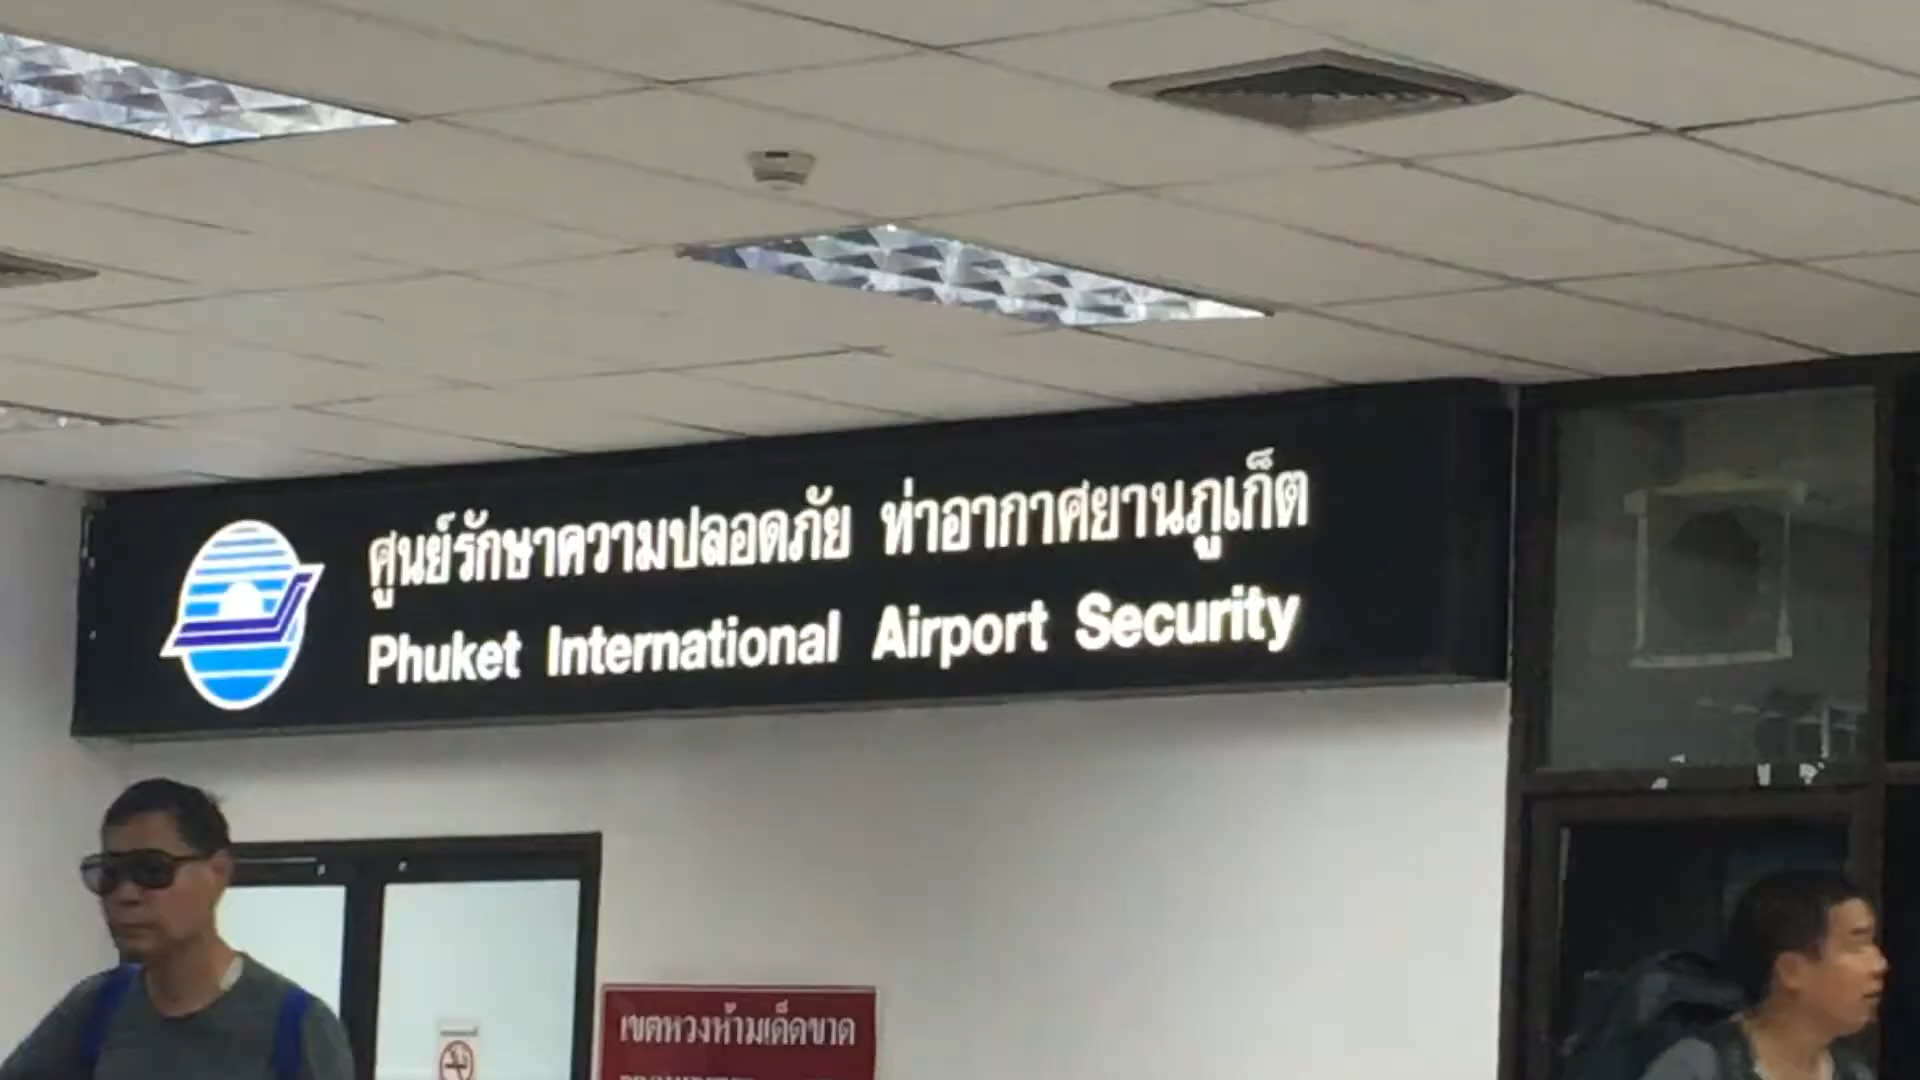 ศูนย์รักษาความปลอดภัย ท่าอากาศยานภูเก็ต
Phuket International Airport Security
เขตหวงห้ามเด็ดขาด